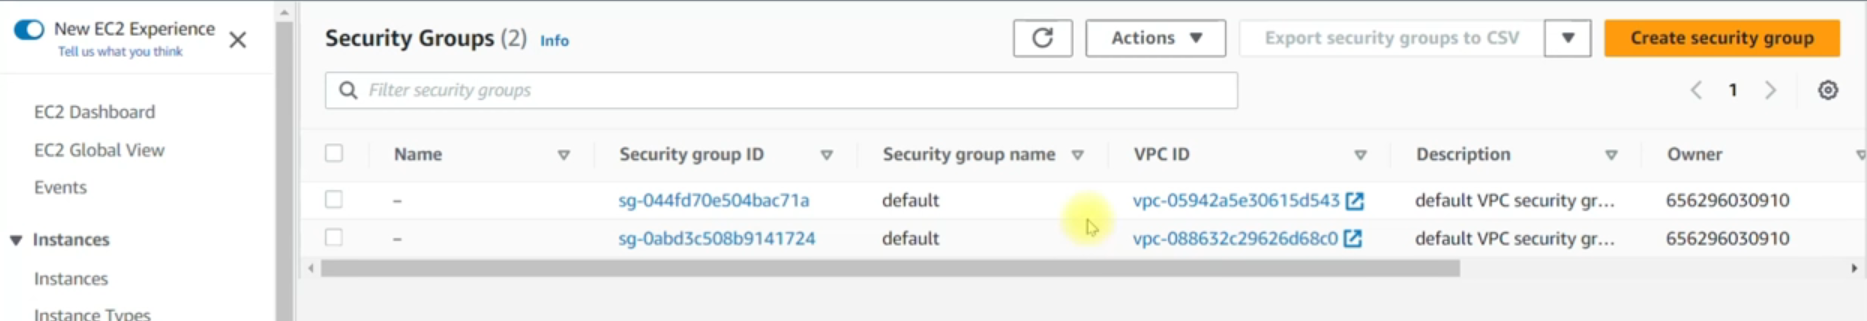 New EC2 Experience
Tell us what you think
EC2 Dashboard
EC2 Global View
Events
Instances
Instances
Instance Types
Security Groups (2) Info
Actions
Export security groups to CSV
Create security group
Filter security groups
1
Name Security group ID Security group name VPC ID Description Owner
– sg-044fd70e504bac71a default vpc-05942a5e30615d543 default VPC security gr... 656296030910
– sg-0abd3c508b9141724 default vpc-088632c29626d68c0 default VPC security gr... 656296030910